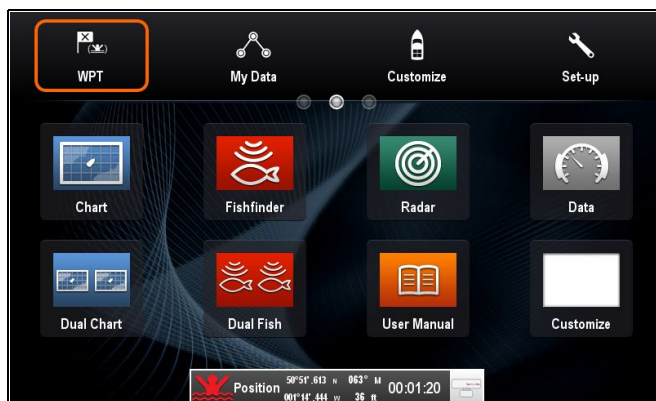 WPT
My Data
Customize
Set-up
Chart
Fishfinder
Radar
Data
Dual Chart
Dual Fish
User Manual
Customize
Position 50°51'.613 N 063° M 00:01:20
001°14'.444 W 36 ft